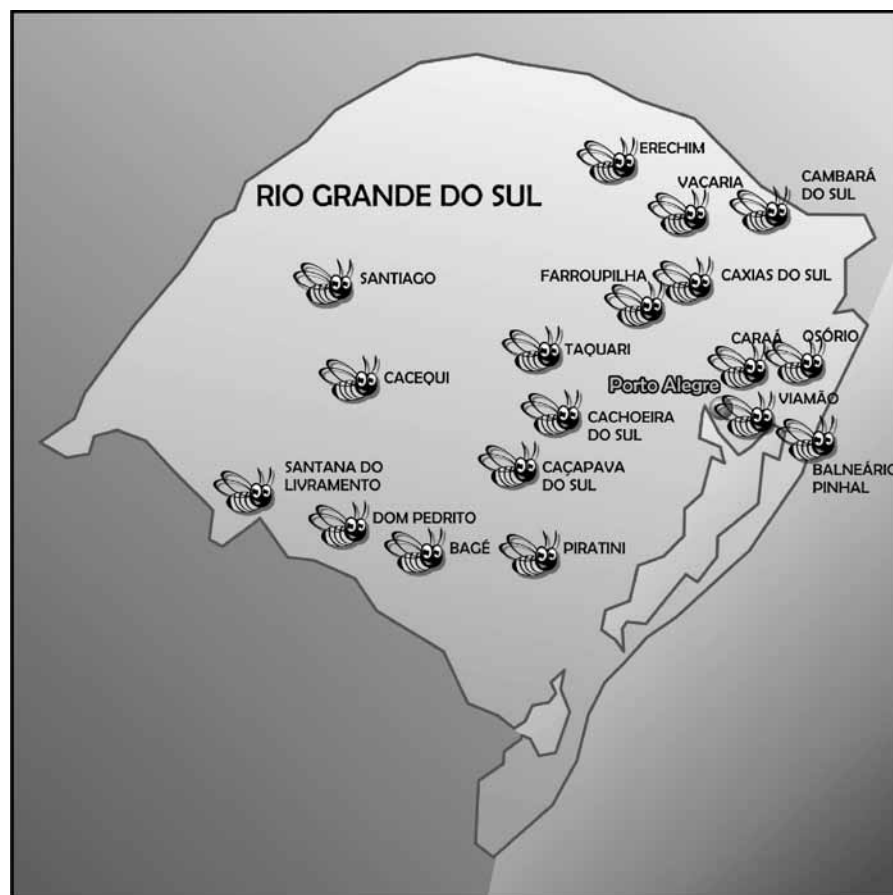 ERECHIM
VACARIA
CAMBARÁ
DO SUL
RIO GRANDE DO SUL
SANTIAGO
FARROUPILHA
CAXIAS DO SUL
TAQUARI
CARAÁ
OSÓRIO
CACEQUI
Porto Alegre
VIAMÃO
CACHOEIRA
DO SUL
SANTANA DO
LIVRAMENTO
CAÇAPAVA
DO SUL
BALNEÁRIO
PINHAL
DOM PEDRITO
BAGÉ
PIRATINI